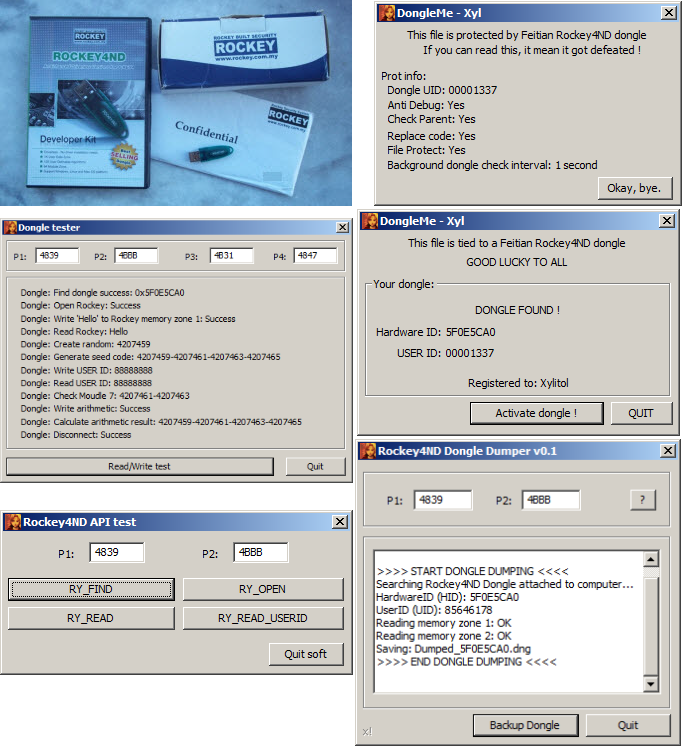 ROCKEY
ROCKEY4ND
Developer Kit
SELLING
ROCKEY BUILT SECURITY
ROCKEY
www.rockey.com.my
ROCKEY
Confidential
DongleMe - Xyl
This file is protected by Feitian Rockey4ND dongle
If you can read this, it mean it got defeated !
Prot info:
Dongle UID: 00001337
Anti Debug: Yes
Check Parent: Yes
Replace code: Yes
File Protect: Yes
Background dongle check interval: 1 second
Okay, bye.
Dongle tester
P1: 4839 P2: 4BBB P3: 4B31 P4: 4847
Dongle: Find dongle success: 0x5F0E5CA0
Dongle: Open Rockey: Success
Dongle: Write 'Hello' to Rockey memory zone 1: Success
Dongle: Read Rockey: Hello
Dongle: Create random: 4207459
Dongle: Generate seed code: 4207459-4207461-4207463-4207465
Dongle: Write USER ID: 88888888
Dongle: Read USER ID: 88888888
Dongle: Check Moudle 7: 4207461-4207463
Dongle: Write arithmetic: Success
Dongle: Calculate arithmetic result: 4207459-4207461-4207463-4207465
Dongle: Disconnect: Success
Read/Write test Quit
DongleMe - Xyl
This file is tied to a Feitian Rockey4ND dongle
GOOD LUCKY TO ALL
Your dongle:
DONGLE FOUND !
Hardware ID: 5F0E5CA0
USER ID: 00001337
Registered to: Xylitol
Activate dongle ! QUIT
Rockey4ND API test
P1: 4839 P2: 4BBB
RY_FIND RY_OPEN
RY_READ RY_READ_USERID
Quit soft
Rockey4ND Dongle Dumper v0.1
P1: 4839 P2: 4BBB ?
>>>> START DONGLE DUMPING <<<<
Searching Rockey4ND Dongle attached to computer...
HardwareID (HID): 5F0E5CA0
UserID (UID): 85646178
Reading memory zone 1: OK
Reading memory zone 2: OK
Saving: Dumped_5F0E5CA0.dng
>>>> END DONGLE DUMPING <<<<
x! Backup Dongle Quit